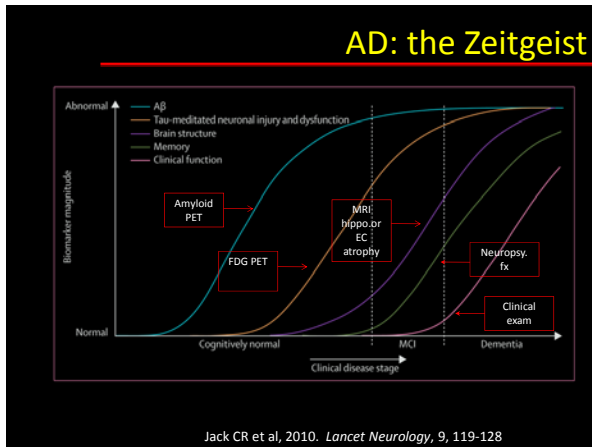 AD: the Zeitgeist
Abnormal
Aβ
Tau-meditated neuronal injury and dysfunction
Brain structure
Memory
Clinical function
Amyloid
PET
MRI
hippo.or
EC
atrophy
FDG PET
Neuropsy.
fx
Clinical
exam
Biomarker magnitude
Normal
Cognitively normal
MCI
Dementia
Clinical disease stage
Jack CR et al, 2010. Lancet Neurology, 9, 119-128